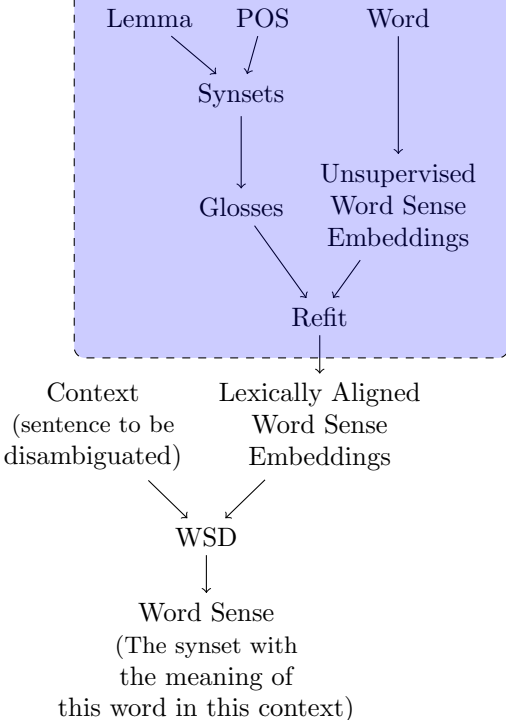 Lemma POS Word
Synsets
Unsupervised
Word Sense
Embeddings
Glosses
Refit
Context
(sentence to be
disambiguated)
Lexically Aligned
Word Sense
Embeddings
WSD
Word Sense
(The synset with
the meaning of
this word in this context)